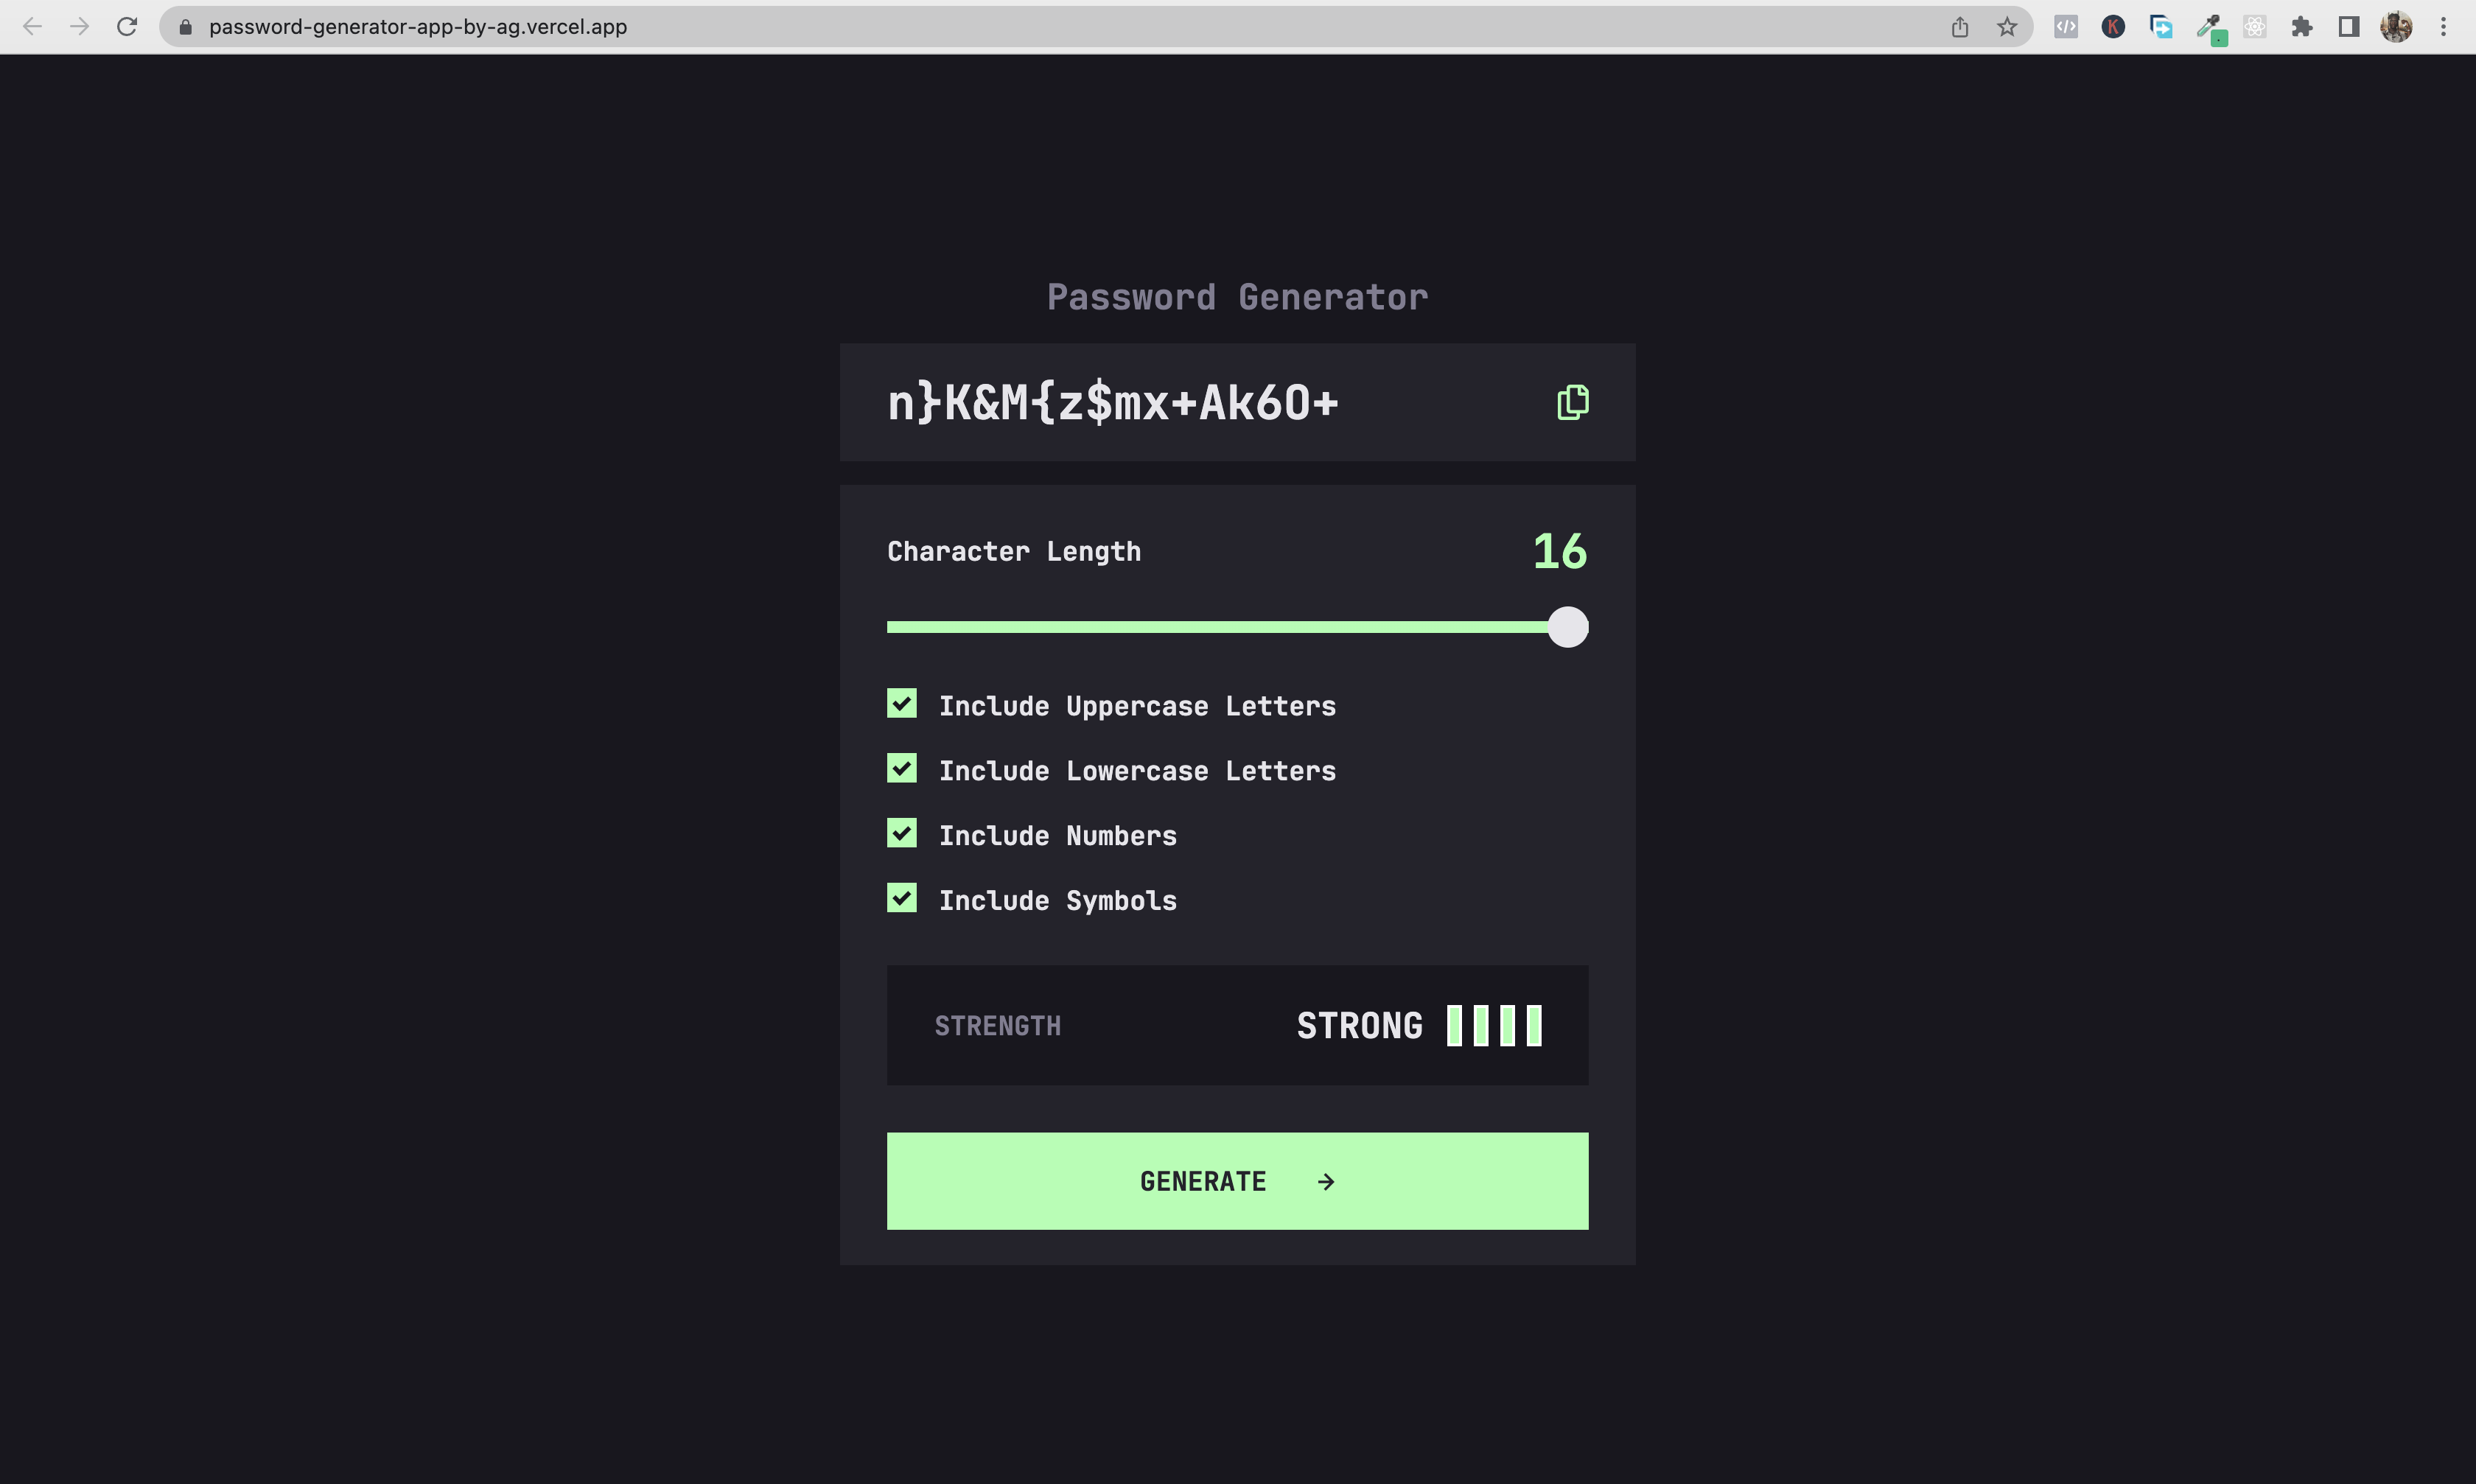 password-generator-app-by-ag.vercel.app
K
Password Generator
n}K&M{z$mx+Ak6O+
Character Length 16
Include Uppercase Letters
Include Lowercase Letters
Include Numbers
Include Symbols
STRENGTH STRONG
GENERATE →